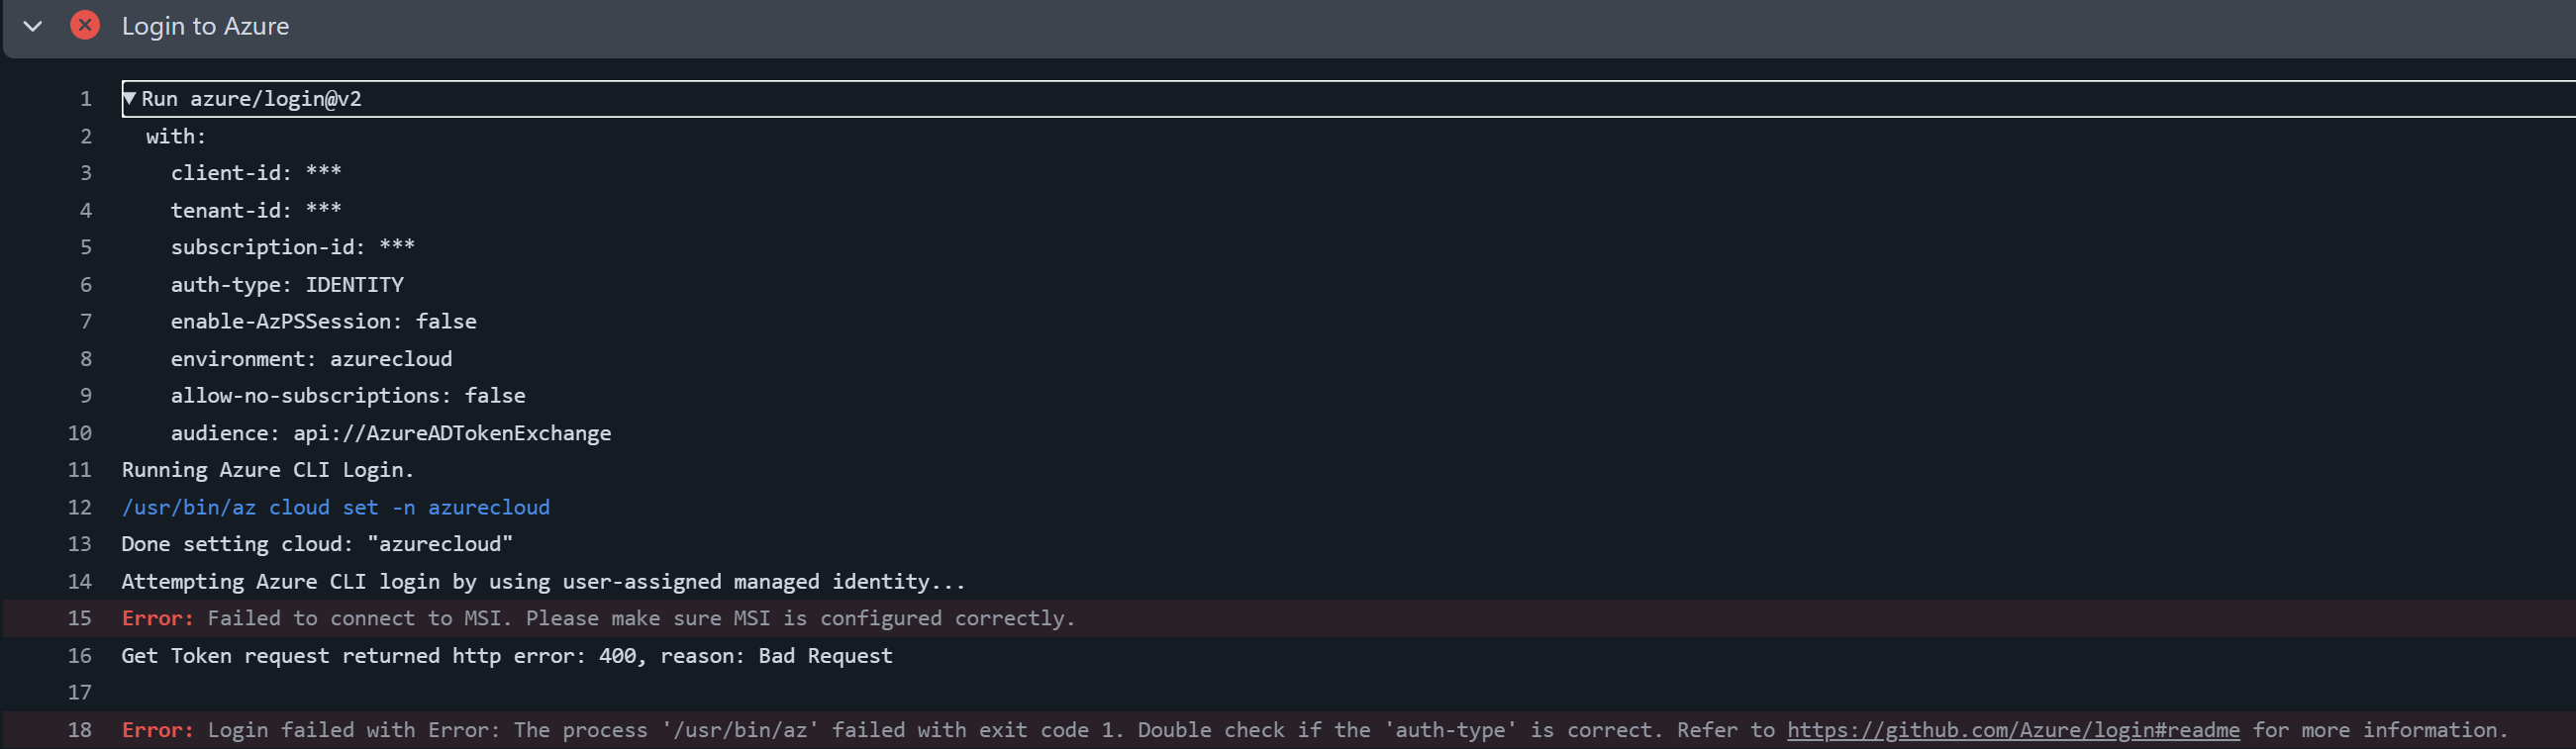 Login to Azure
1 Run azure/login@v2
2 with:
3 client-id: ***
4 tenant-id: ***
5 subscription-id: ***
6 auth-type: IDENTITY
7 enable-AzPSSession: false
8 environment: azurecloud
9 allow-no-subscriptions: false
10 audience: api://AzureADTokenExchange
11 Running Azure CLI Login.
12 /usr/bin/az cloud set -n azurecloud
13 Done setting cloud: "azurecloud"
14 Attempting Azure CLI login by using user-assigned managed identity...
15 Error: Failed to connect to MSI. Please make sure MSI is configured correctly.
16 Get Token request returned http error: 400, reason: Bad Request
17
18 Error: Login failed with Error: The process '/usr/bin/az' failed with exit code 1. Double check if the 'auth-type' is correct. Refer to https://github.com/Azure/login#readme for more information.